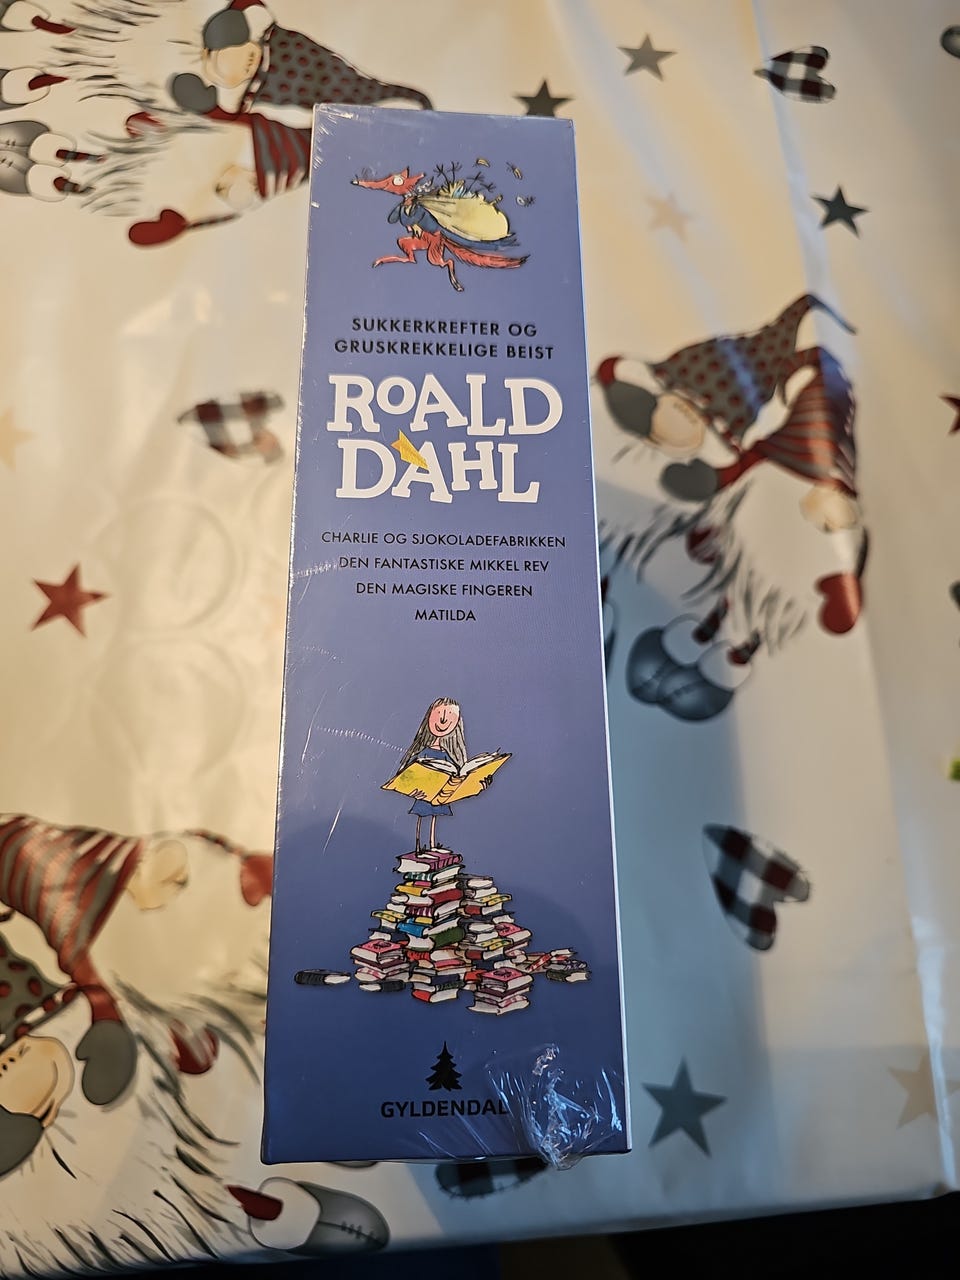 SUKKERKREFTER OG
GRUSKREKKELIGE BEIST
ROALD
DAHL
CHARLIE OG SJOKOLADEFABRIKKEN
DEN FANTASTISKE MIKKEL REV
DEN MAGISKE FINGEREN
MATILDA
GYLDENDAL